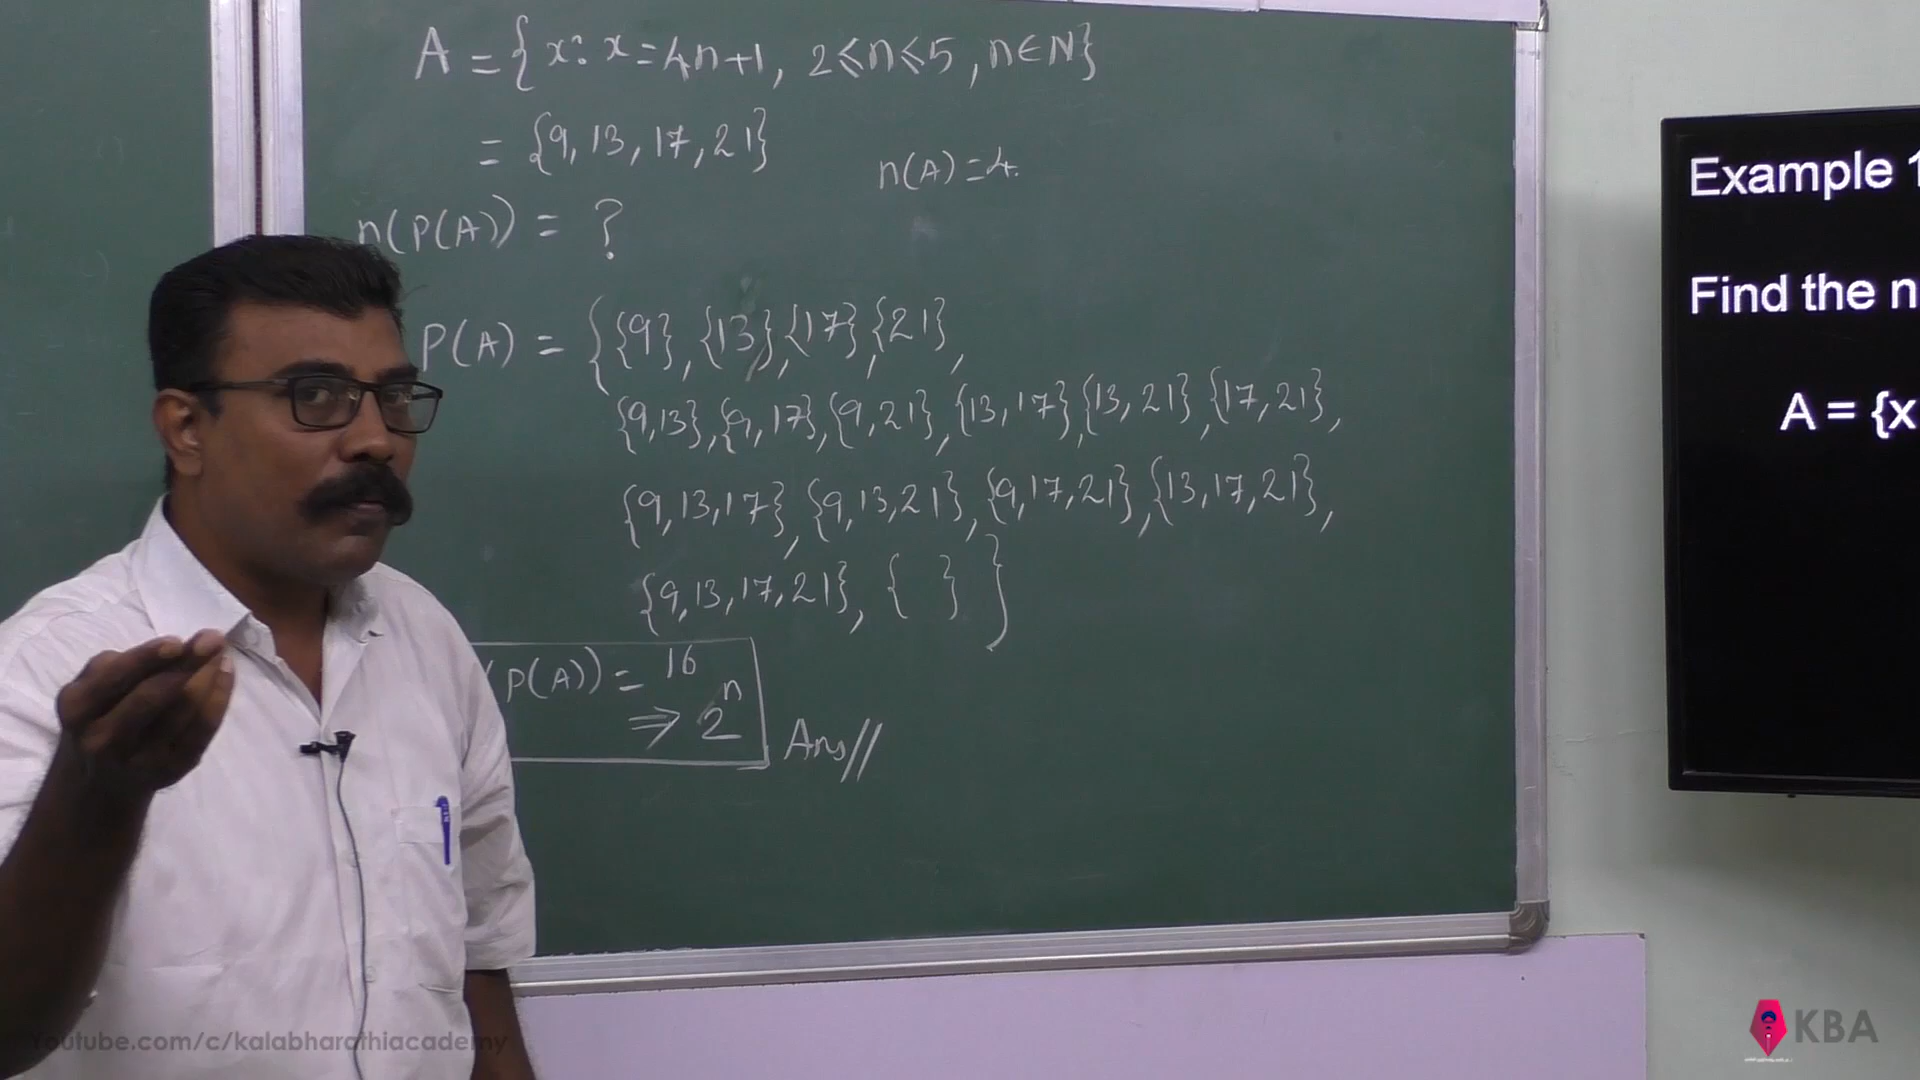 A = {x: x = 4n+1, 2≤n≤5, n∈N}
= {9, 13, 17, 21}
n(A) = 4.
n(P(A)) = ?
P(A) = { {9}, {13}, {17}, {21},
{9,13}, {9,17}, {9,21}, {13,17}, {13,21}, {17,21},
{9,13,17}, {9,13,21}, {9,17,21}, {13,17,21},
{9,13,17,21}, { } }
(P(A)) = 16
⇒ 2ⁿ
Ans//
Example 1
Find the n
A = {x
KBA
youtube.com/c/kalabharathiacademy